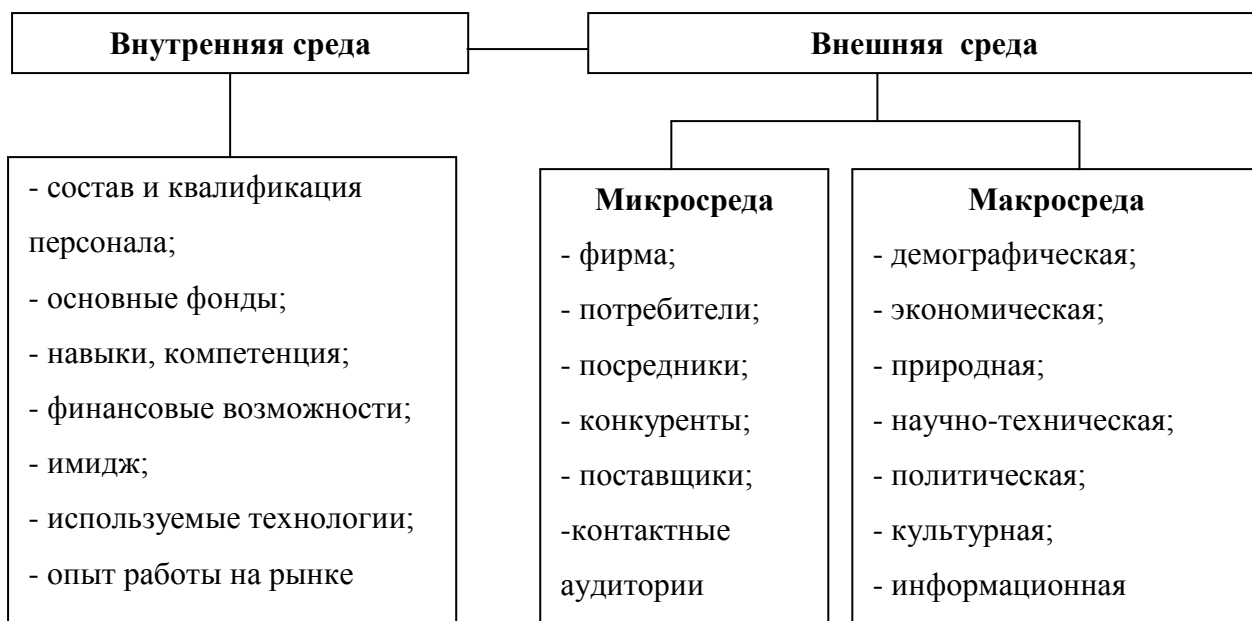 Внутренняя среда
Внешняя среда
- состав и квалификация
персонала;
- основные фонды;
- навыки, компетенция;
- финансовые возможности;
- имидж;
- используемые технологии;
- опыт работы на рынке
Микросреда
- фирма;
- потребители;
- посредники;
- конкуренты;
- поставщики;
-контактные
аудитории
Макросреда
- демографическая;
- экономическая;
- природная;
- научно-техническая;
- политическая;
- культурная;
- информационная